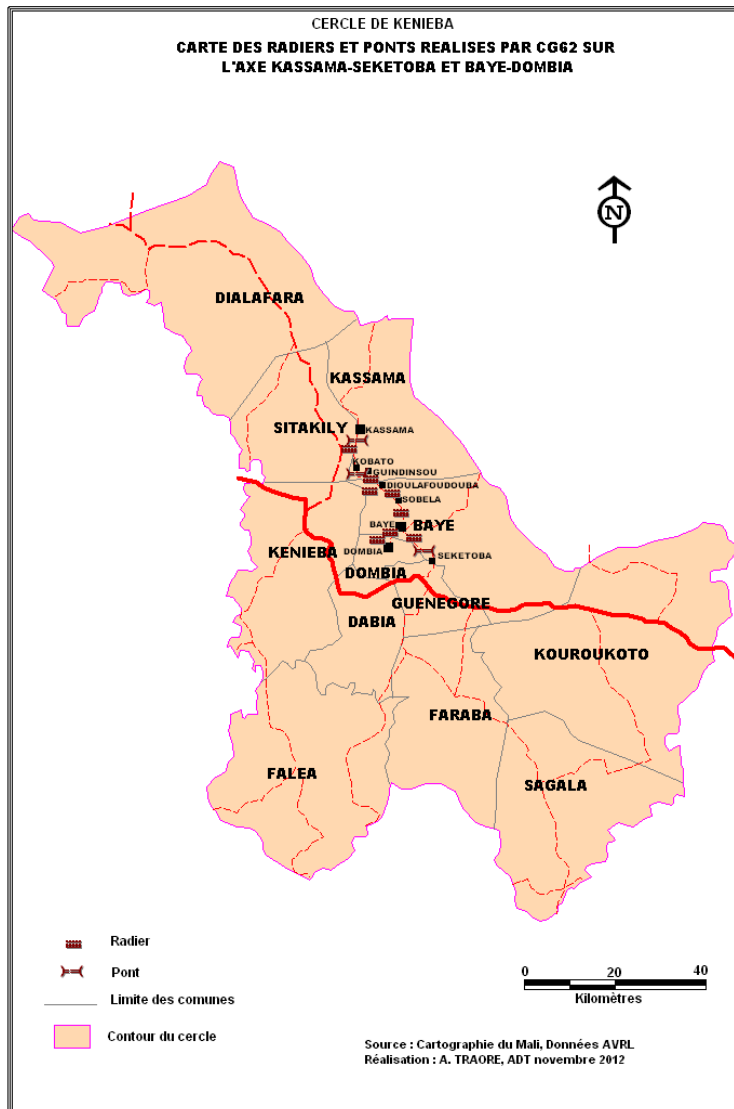 CERCLE DE KENIEBA
CARTE DES RADIERS ET PONTS REALISES PAR CG62 SUR
L'AXE KASSAMA-SEKETOBA ET BAYE-DOMBIA
N
DIALAFARA
KASSAMA
SITAKILY
KASSAMA
KOBATO
GUINDINSOU
DIOULAFOUDOUBA
SOBELA
BAYE
BAYE
KENIEBA
DOMBIA
SEKETOBA
DOMBIA
GUENEGORE
DABIA
KOUROUKOTO
FARABA
FALEA
SAGALA
Radier
Pont
Limite des comunes
Contour du cercle
0 20 40
Kilomètres
Source : Cartographie du Mali, Données AVRL
Réalisation : A. TRAORE, ADT novembre 2012